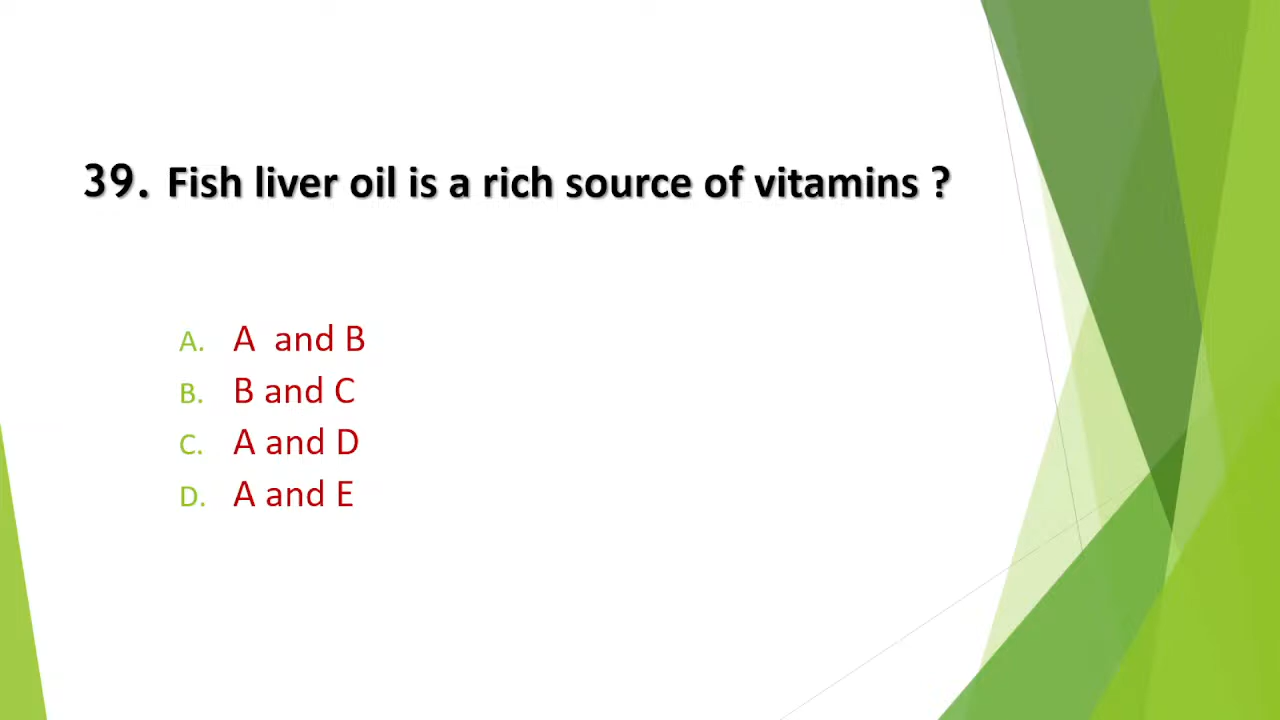 39. Fish liver oil is a rich source of vitamins ?
A. A and B
B. B and C
C. A and D
D. A and E